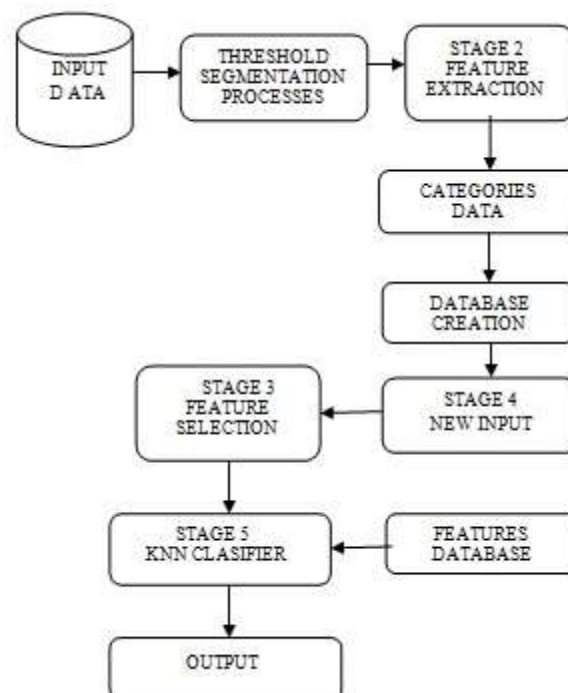 INPUT
D ATA
THRESHOLD
SEGMENTATION
PROCESSES
STAGE 2
FEATURE
EXTRACTION
CATEGORIES
DATA
DATABASE
CREATION
STAGE 3
FEATURE
SELECTION
STAGE 4
NEW INPUT
STAGE 5
KNN CLASIFIER
FEATURES
DATABASE
OUTPUT